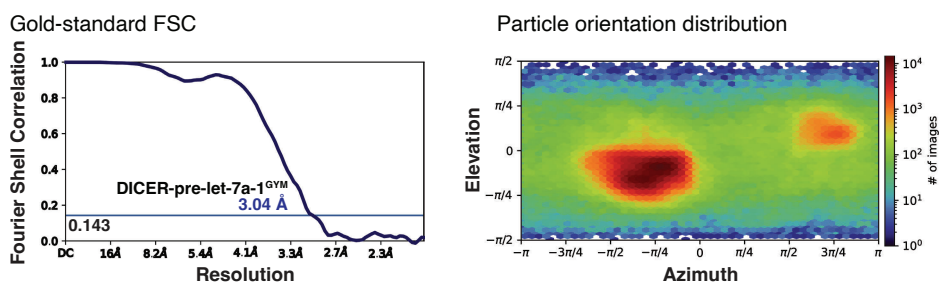 Gold-standard FSC
Fourier Shell Correlation
1.0
0.8
0.6
0.4
0.2
0.0
DICER-pre-let-7a-1GYM
3.04 Å
0.143
DC 16Å 8.2Å 5.4Å 4.1Å 3.3Å 2.7Å 2.3Å
Resolution
Particle orientation distribution
Elevation
π/2
π/4
0
−π/4
−π/2
−π −3π/4 −π/2 −π/4 0 π/4 π/2 3π/4 π
Azimuth
10⁴
10³
10²
10¹
10⁰
# of images